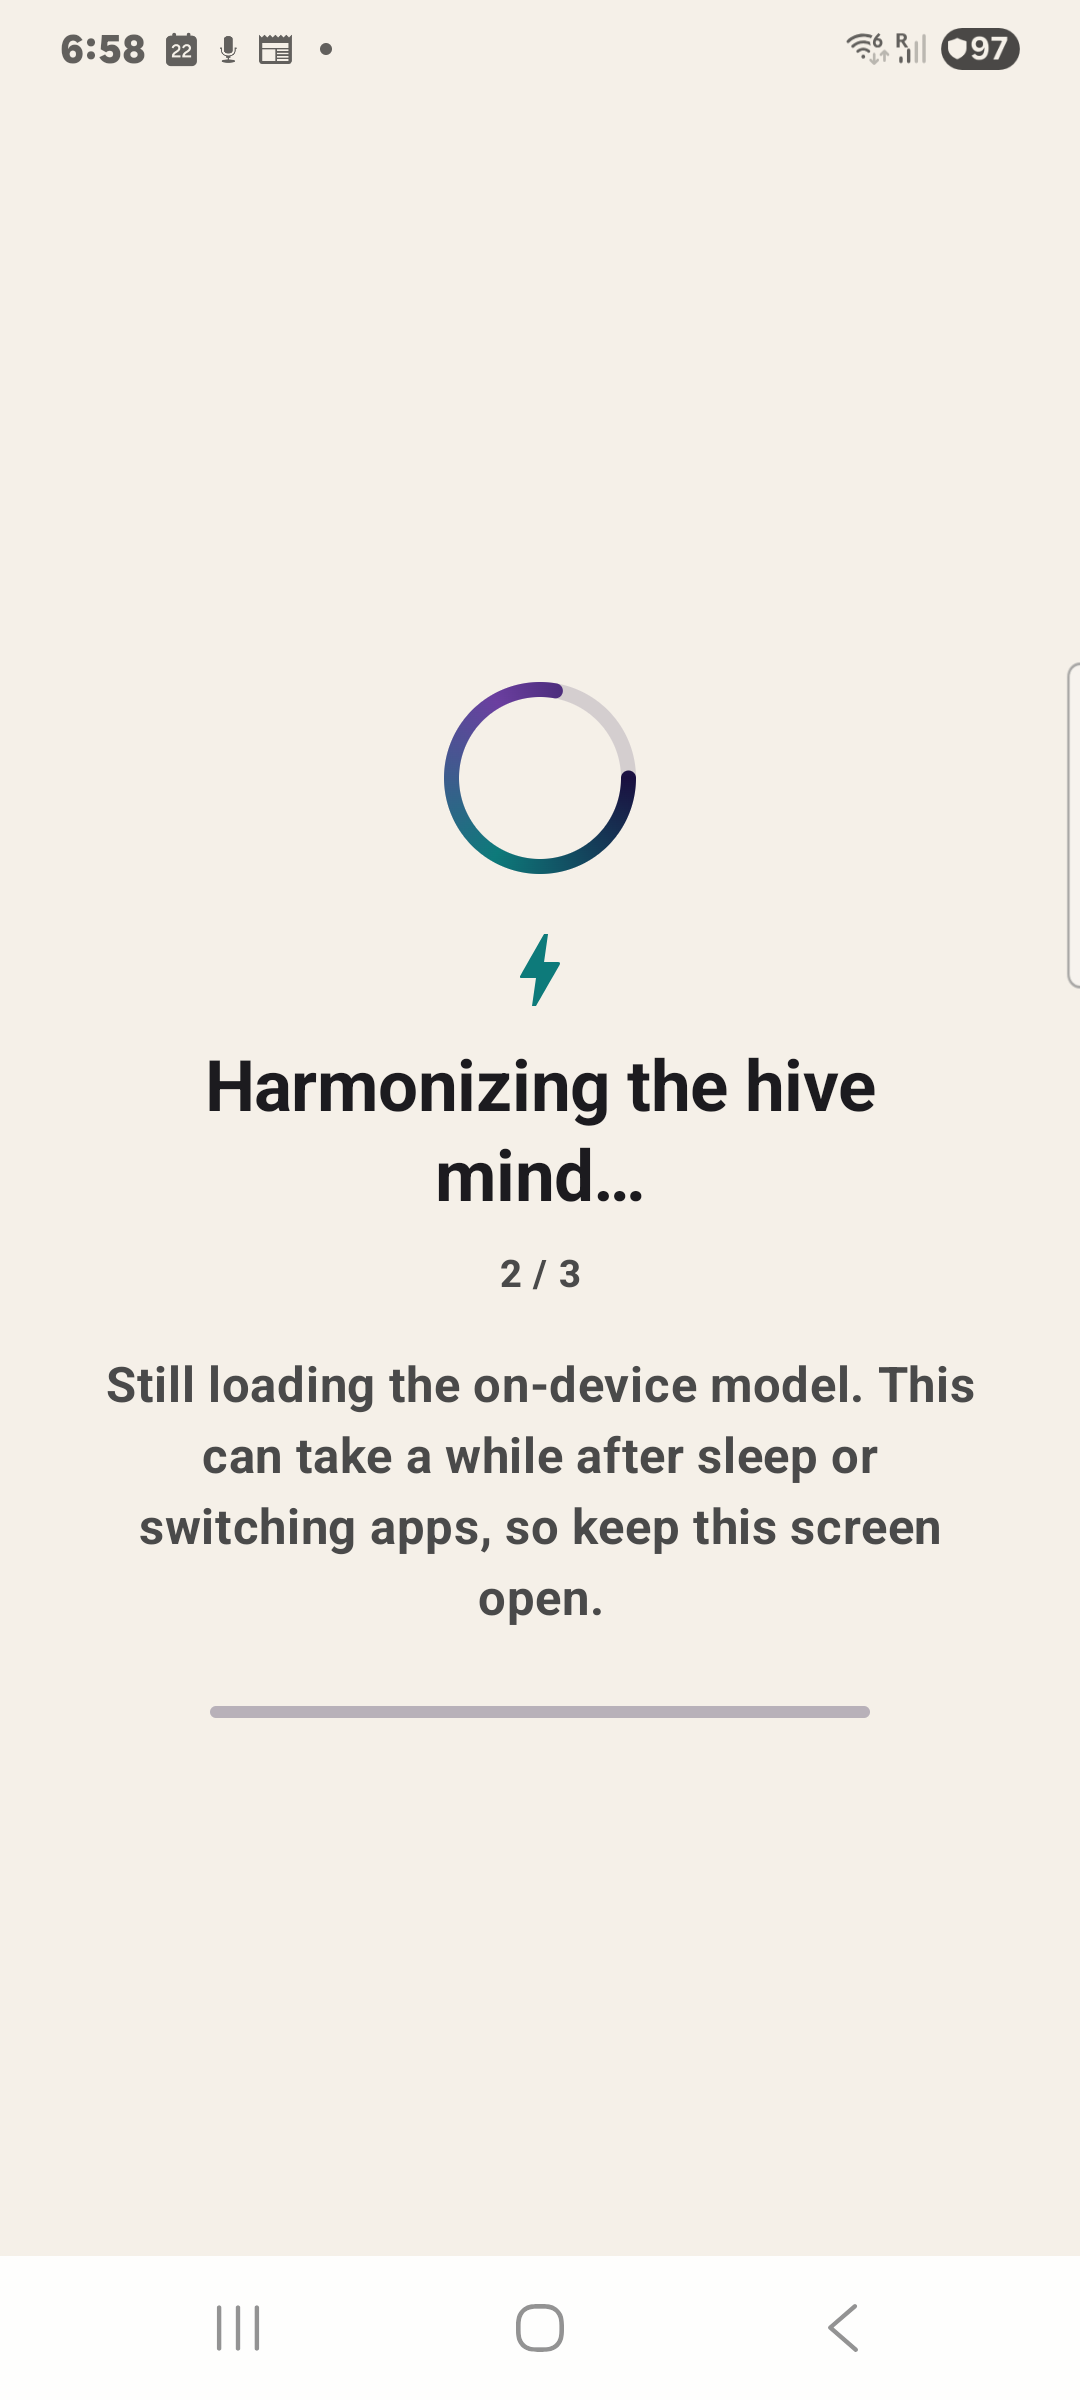 6:58 22 6 R 97
Harmonizing the hive
mind...
2 / 3
Still loading the on-device model. This
can take a while after sleep or
switching apps, so keep this screen
open.